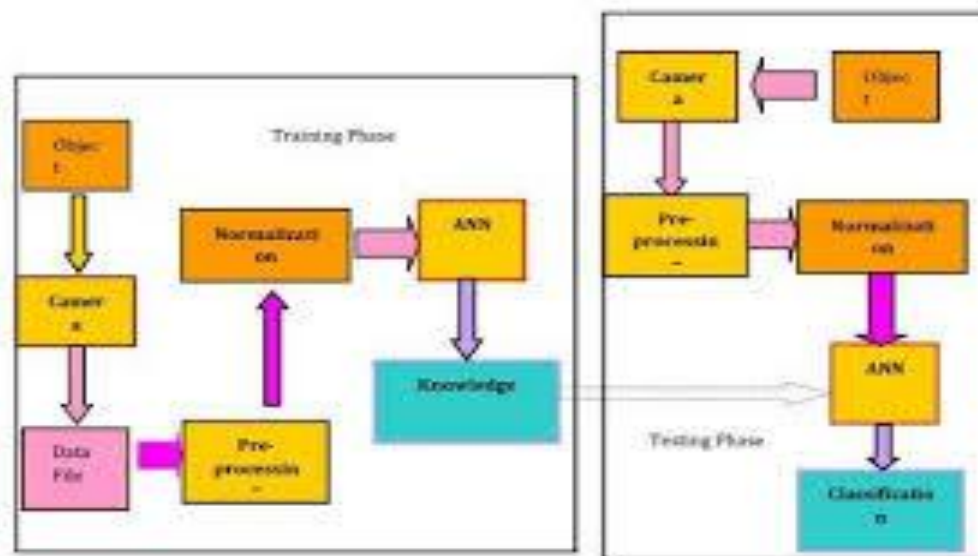 Training Phase
Objec
t
Camer
a
Data
File
Pre-
processin
Normalizati
on
ANN
Knowledge
Camer
a
Objec
t
Pre-
processin
Normalizati
on
ANN
Testing Phase
Classificatio
n